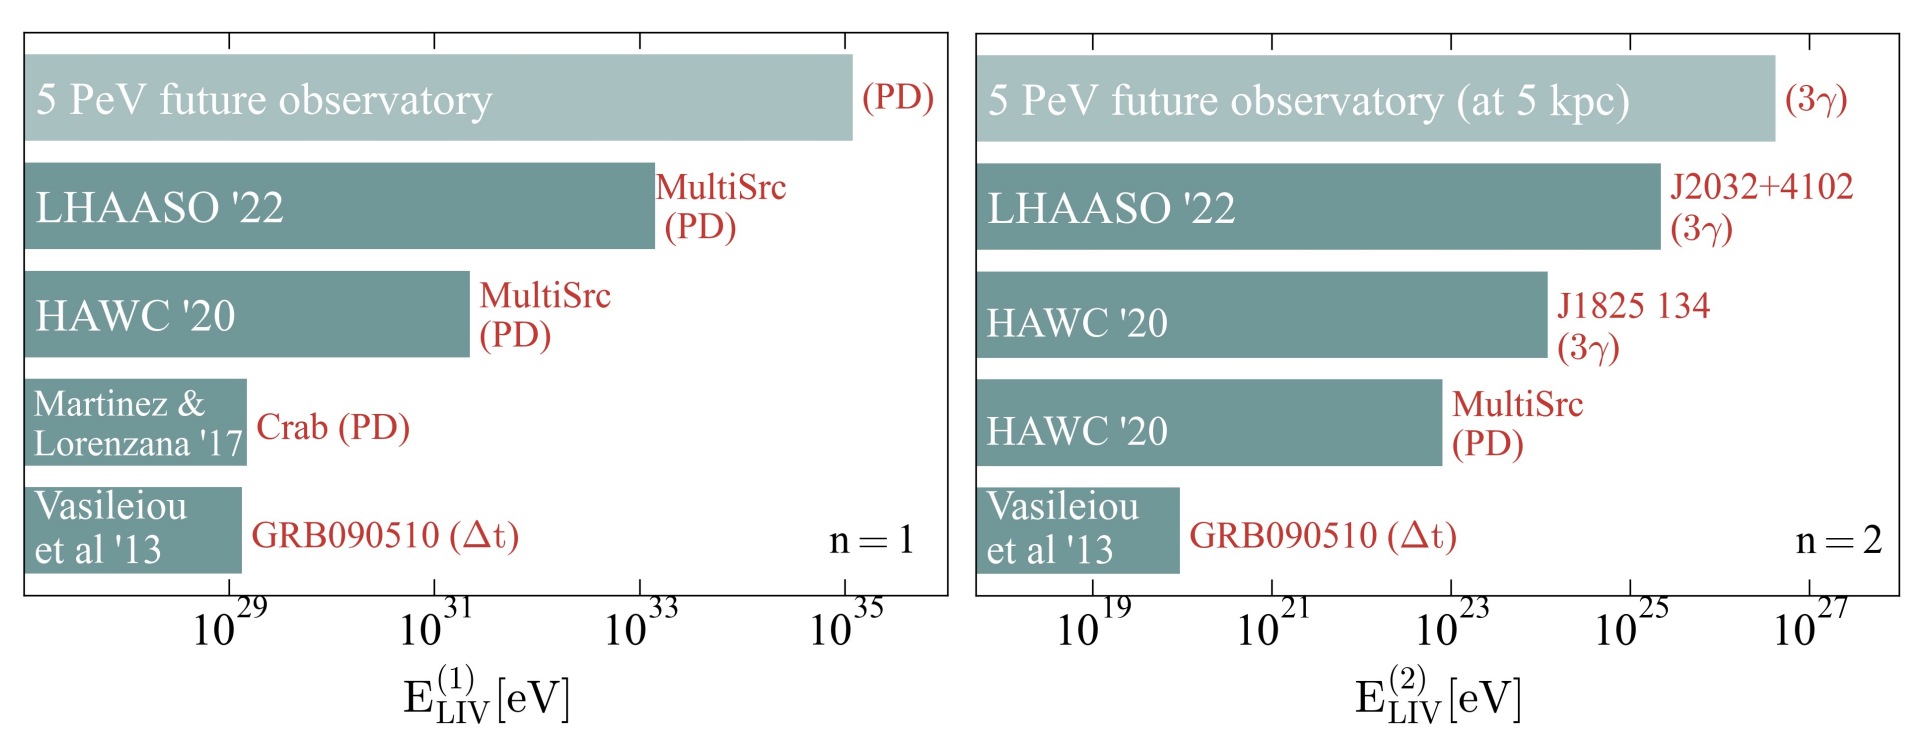 5 PeV future observatory (PD)
LHAASO '22 MultiSrc
(PD)
HAWC '20 MultiSrc
(PD)
Martinez &
Lorenzana '17 Crab (PD)
Vasileiou
et al '13 GRB090510 (Δt)
n = 1
10^29 10^31 10^33 10^35
E_LIV^(1) [eV]
5 PeV future observatory (at 5 kpc) (3γ)
LHAASO '22 J2032+4102
(3γ)
HAWC '20 J1825 134
(3γ)
HAWC '20 MultiSrc
(PD)
Vasileiou
et al '13 GRB090510 (Δt)
n = 2
10^19 10^21 10^23 10^25 10^27
E_LIV^(2) [eV]